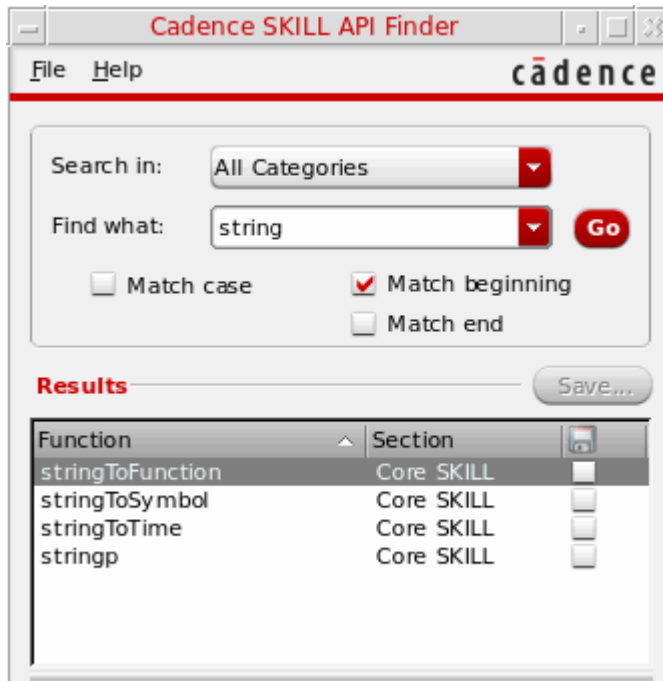 Cadence SKILL API Finder
File Help cādence
Search in: All Categories
Find what: string Go
Match case Match beginning
Match end
Results Save...
Function Section
stringToFunction Core SKILL
stringToSymbol Core SKILL
stringToTime Core SKILL
stringp Core SKILL